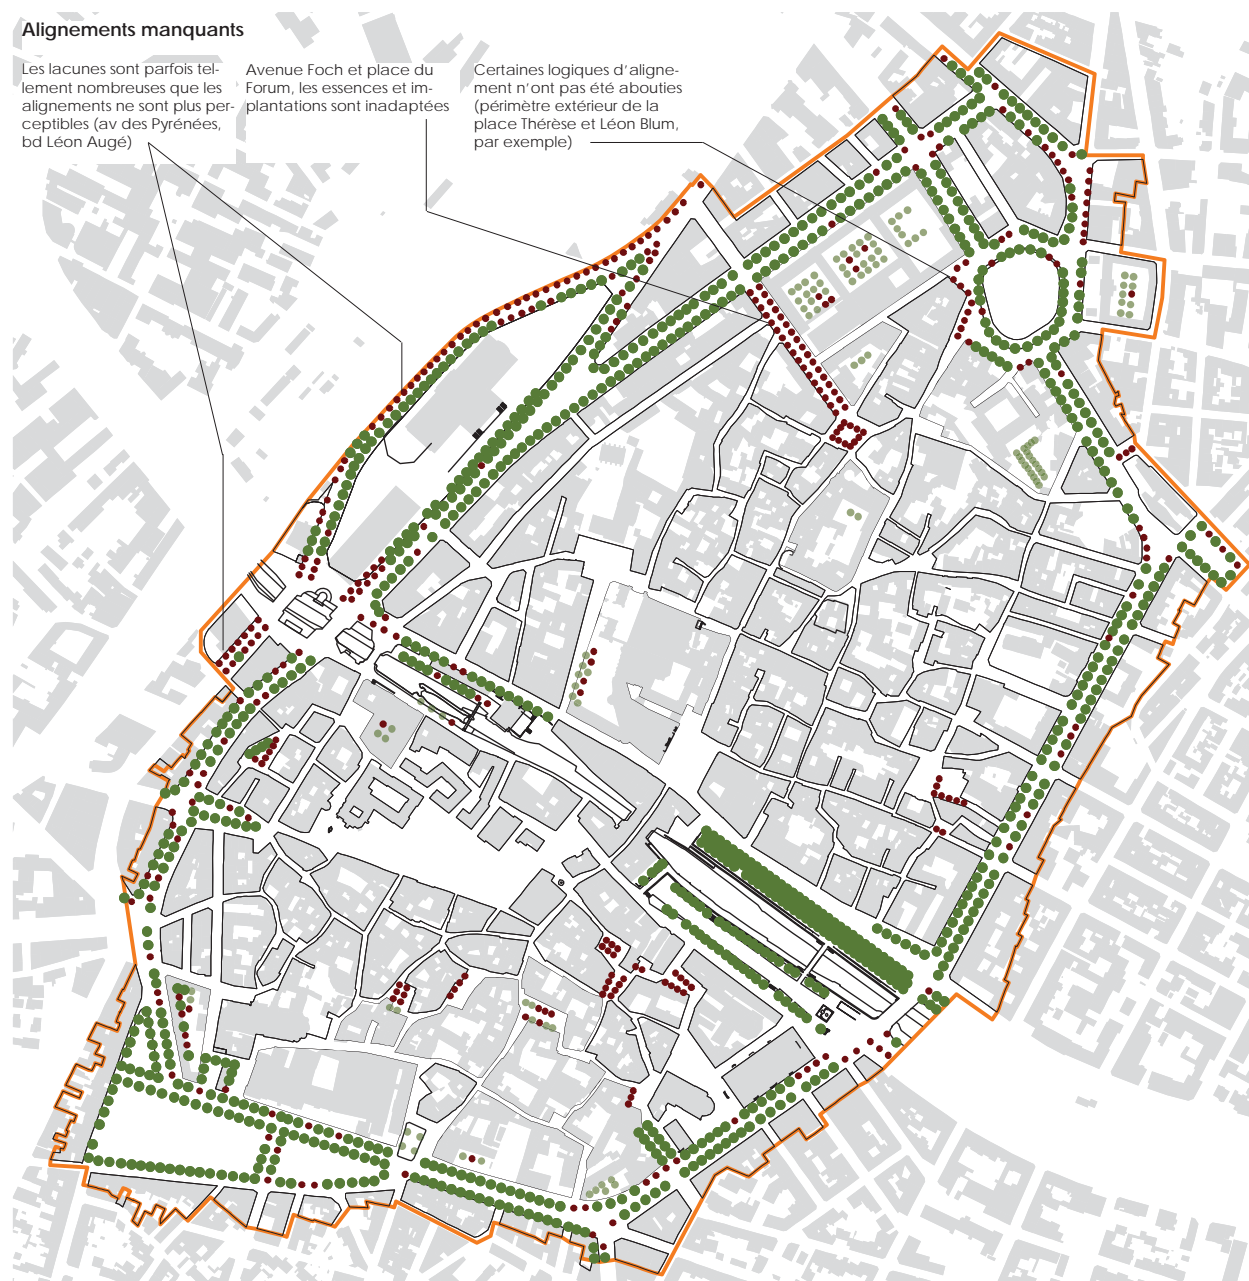 Alignements manquants
Les lacunes sont parfois tel-
lement nombreuses que les
alignements ne sont plus per-
ceptibles (av des Pyrénées,
bd Léon Augé)
Avenue Foch et place du
Forum, les essences et im-
plantations sont inadaptées
Certaines logiques d'aligne-
ment n'ont pas été abouties
(périmètre extérieur de la
place Thérèse et Léon Blum,
par exemple)